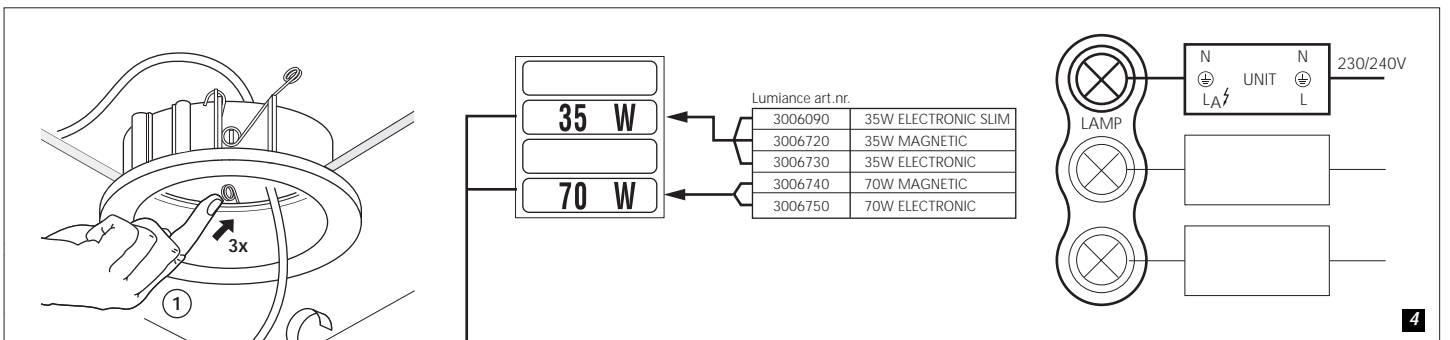 3x
1
35 W
70 W
Lumiance art.nr.
3006090 35W ELECTRONIC SLIM
3006720 35W MAGNETIC
3006730 35W ELECTRONIC
3006740 70W MAGNETIC
3006750 70W ELECTRONIC
LAMP
N N
UNIT
LA L
230/240V
4